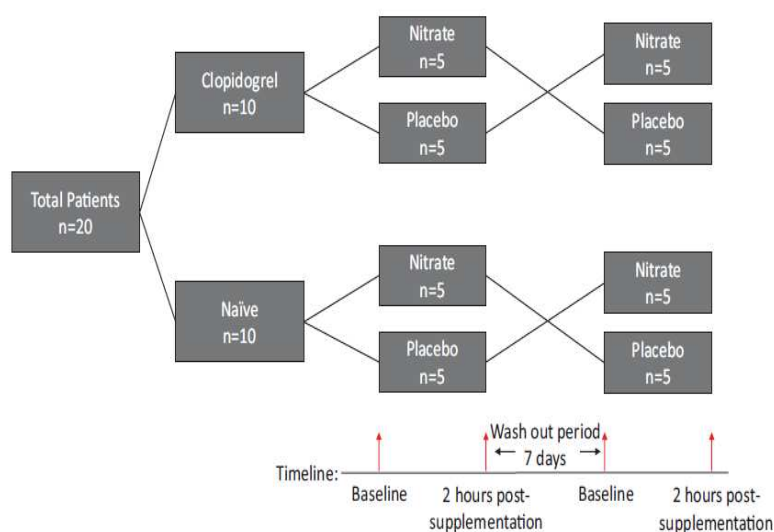 Total Patients
n=20
Clopidogrel
n=10
Naïve
n=10
Nitrate
n=5
Placebo
n=5
Nitrate
n=5
Placebo
n=5
Nitrate
n=5
Placebo
n=5
Nitrate
n=5
Placebo
n=5
Wash out period
7 days
Timeline:
Baseline
2 hours post-
supplementation
Baseline
2 hours post-
supplementation